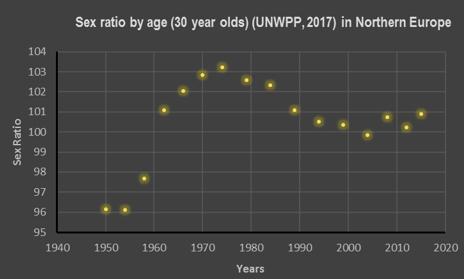 Sex ratio by age (30 year olds) (UNWPP, 2017) in Northern Europe
104
103
102
101
100
99
98
97
96
95
Sex Ratio
1940 1950 1960 1970 1980 1990 2000 2010 2020
Years